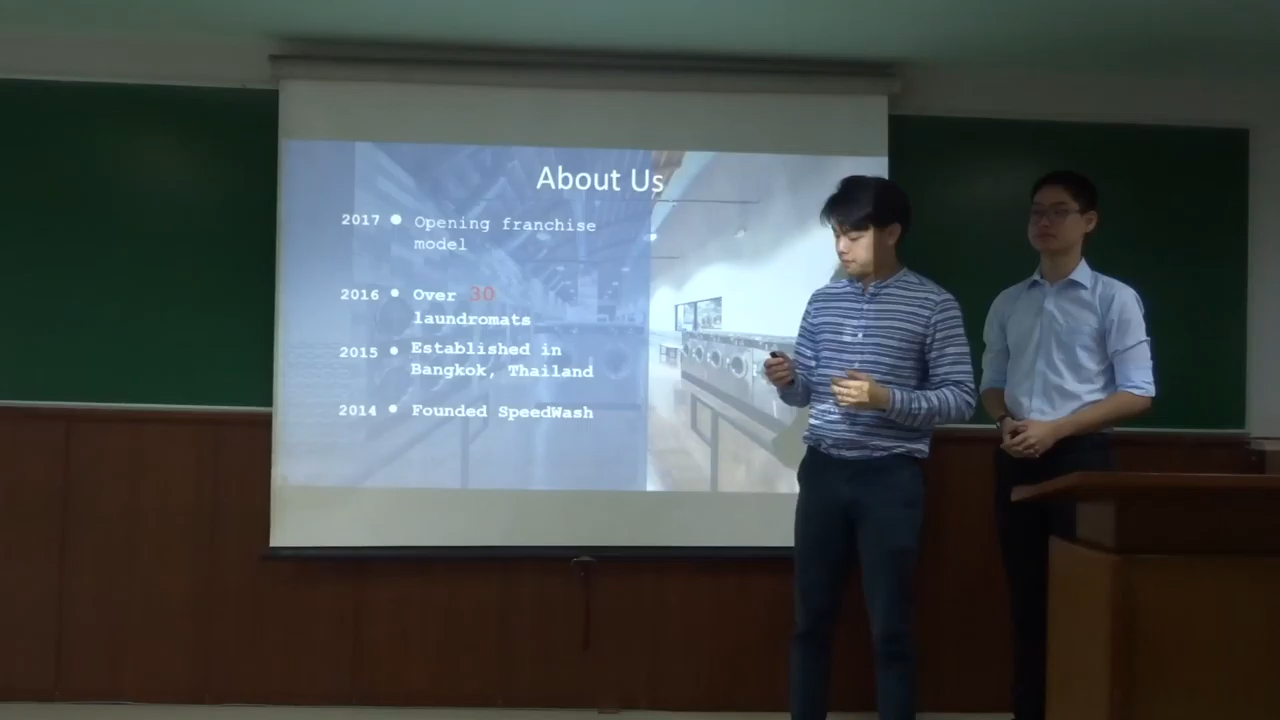 About Us
2017 Opening franchise
model
2016 Over 30
laundromats
2015 Established in
Bangkok, Thailand
2014 Founded SpeedWash